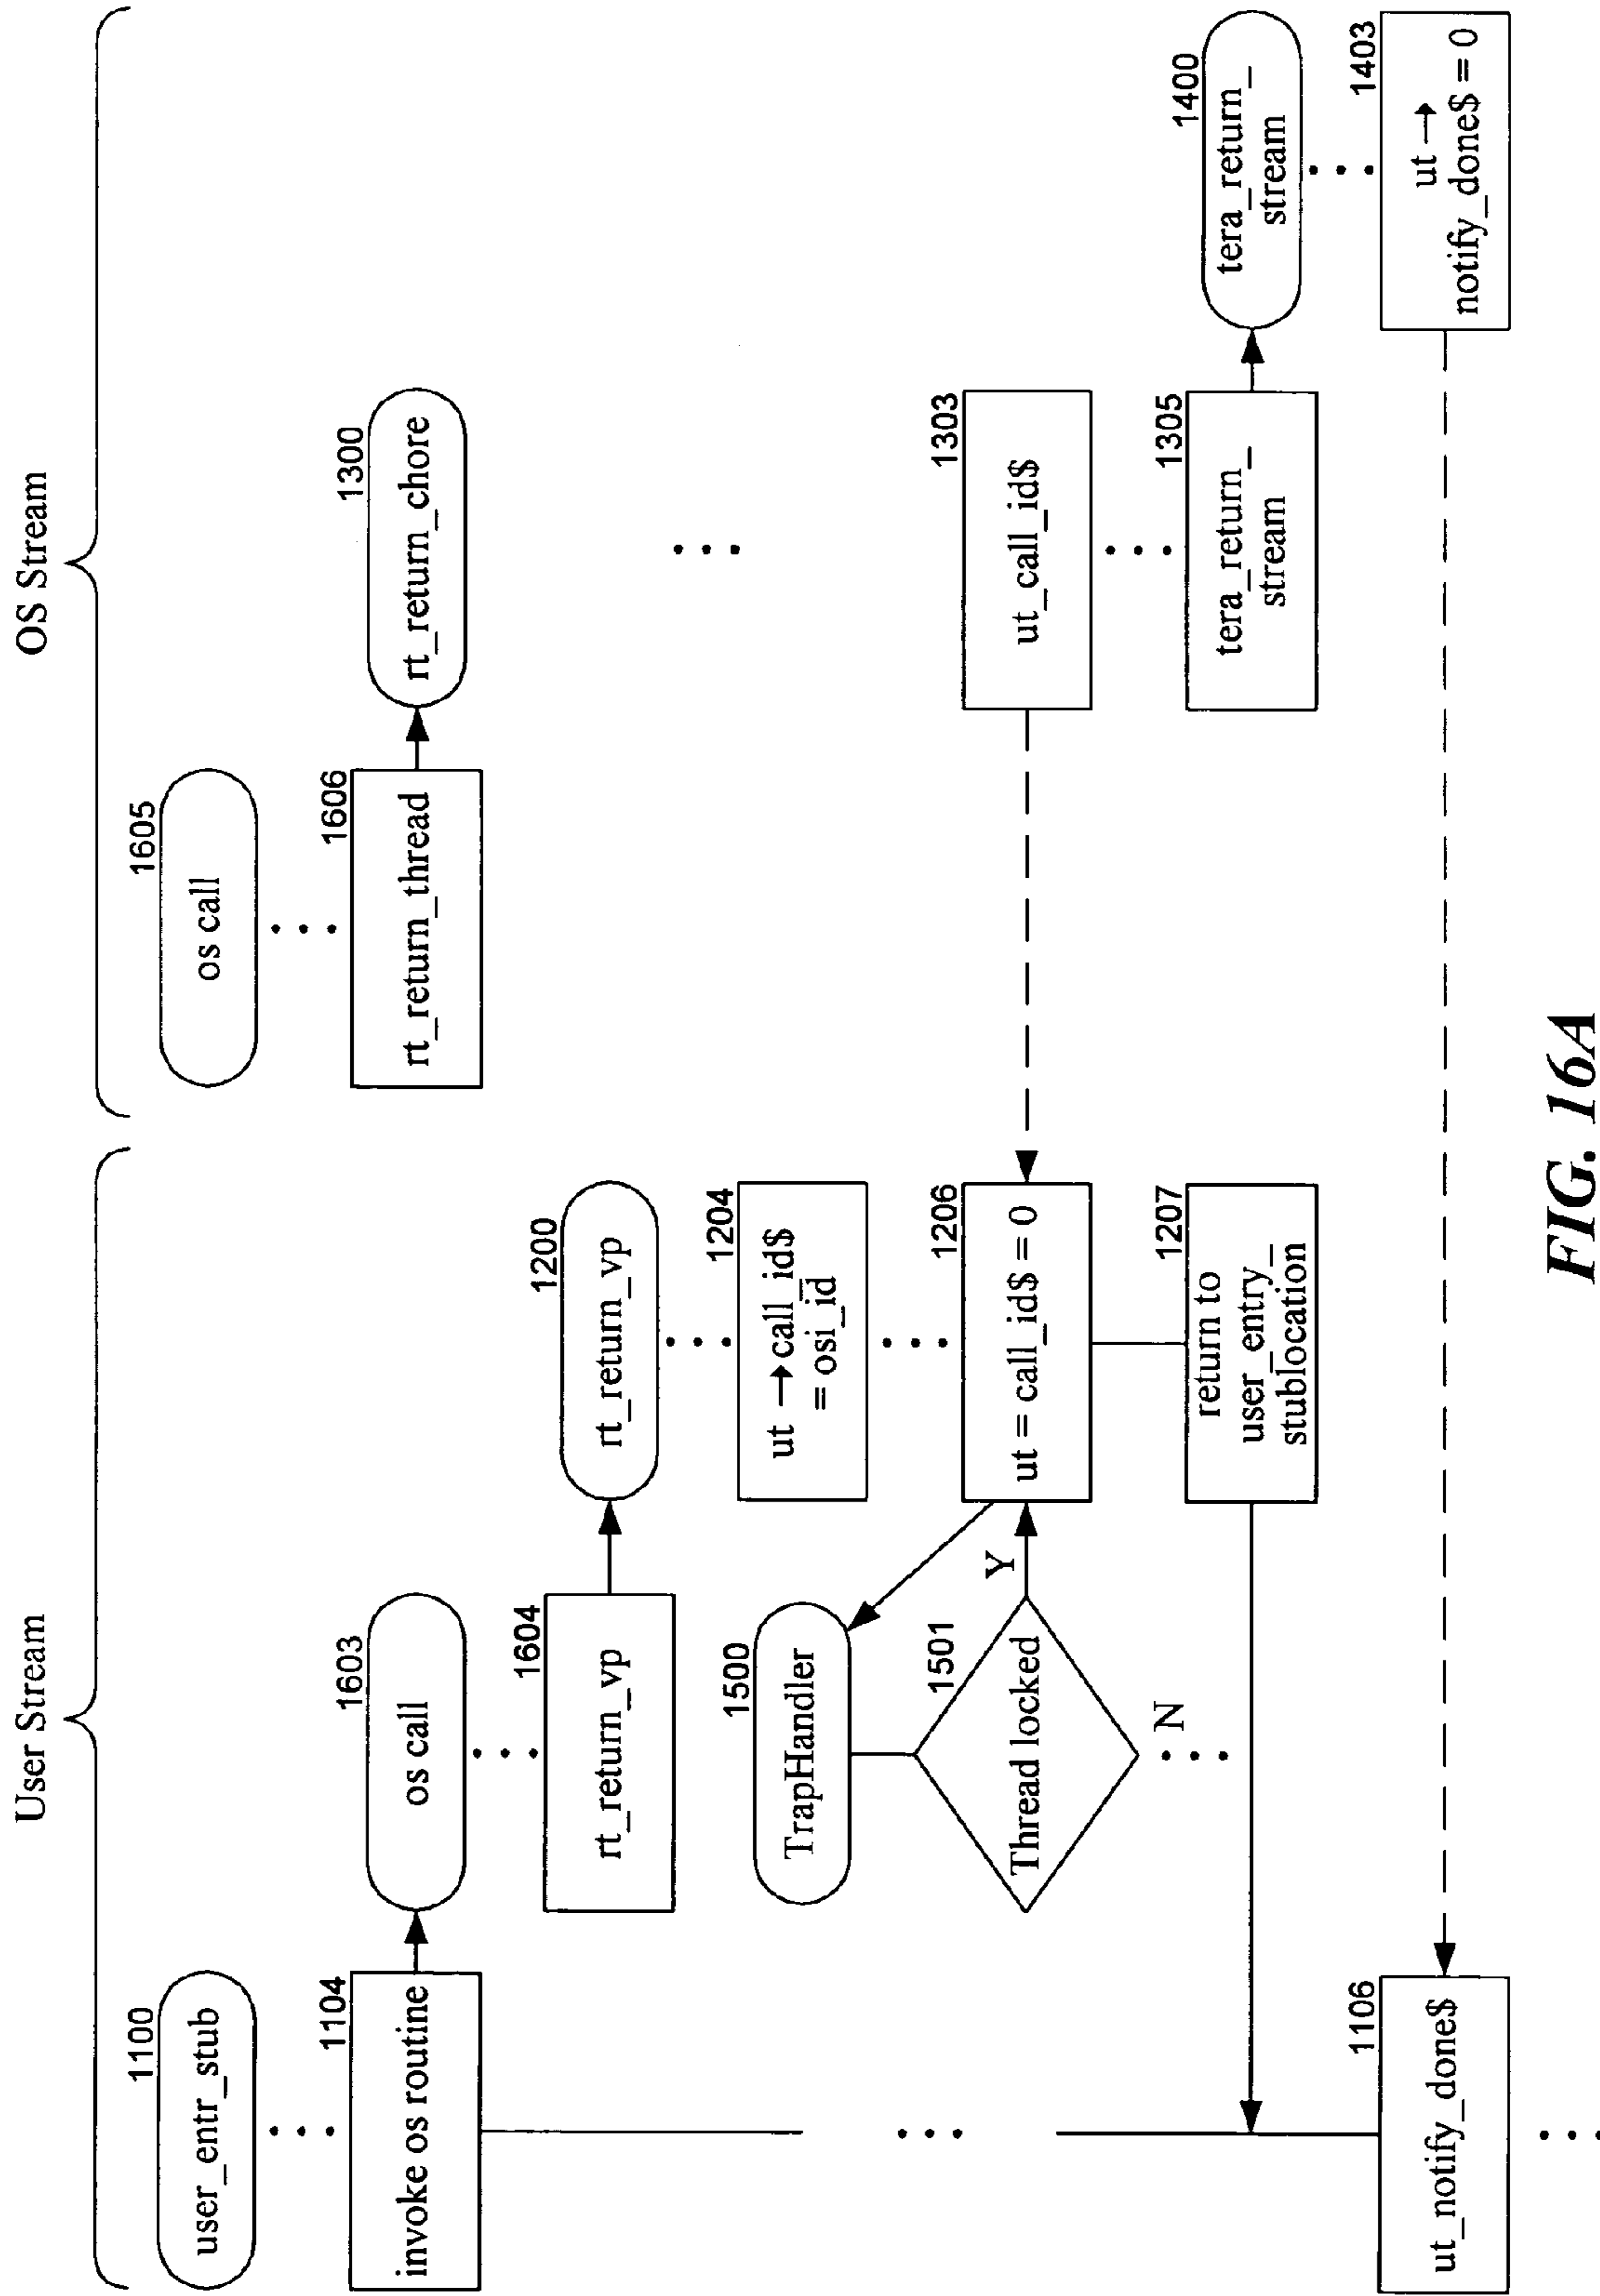 User Stream
OS Stream
1100
user_entr_stub
1104
invoke os routine
1603
os call
1604
rt_return_vp
1200
rt_return_vp
1204
ut →call_id$
= osi_id
1500
TrapHandler
1501
Thread locked
Y
N
1206
ut = call_id$ = 0
1207
return to
user_entry_
stublocation
1106
ut_notify_done$
1605
os call
1606
rt_return_thread
1300
rt_return_chore
1303
ut_call_id$
1305
tera_return_
stream
1400
tera_return_
stream
1403
ut →
notify_done$ = 0
FIG. 16A